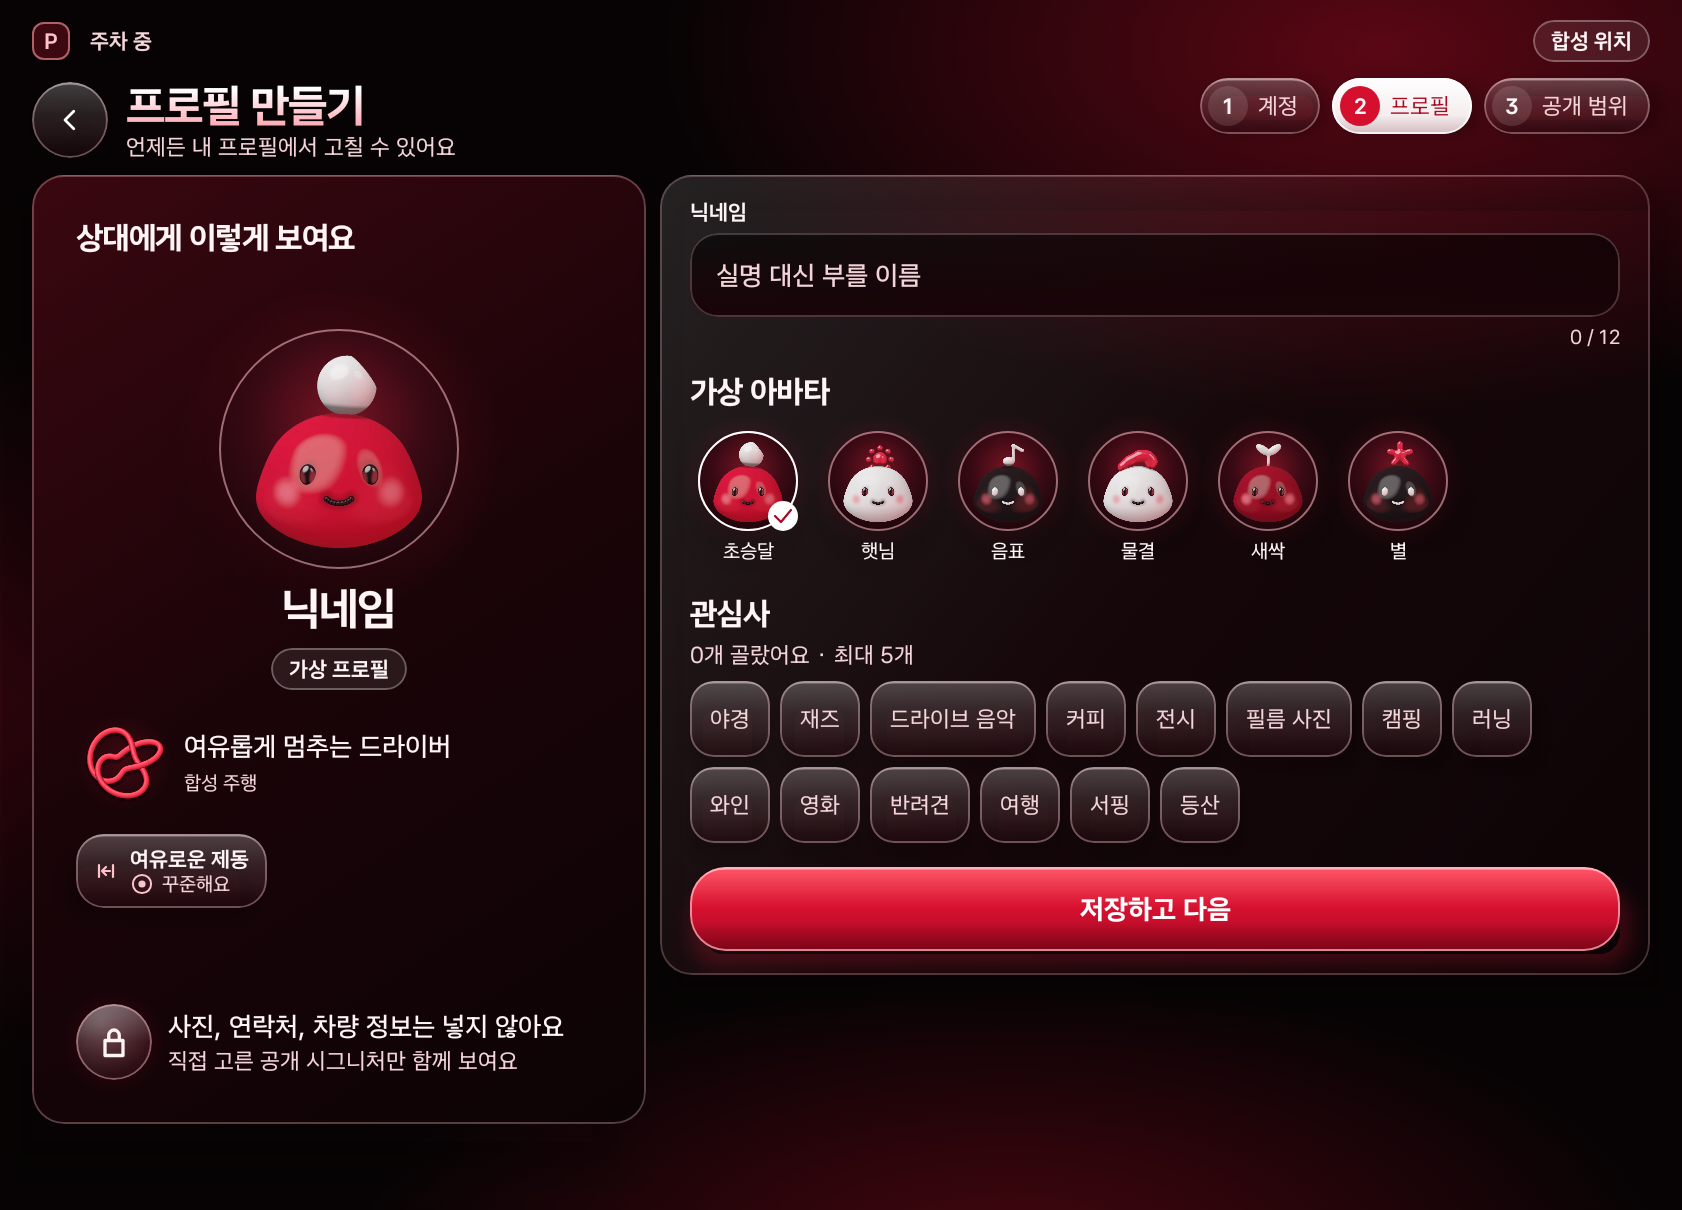 P 주차 중
합성 위치
프로필 만들기
언제든 내 프로필에서 고칠 수 있어요
1 계정
2 프로필
3 공개 범위
상대에게 이렇게 보여요
닉네임
가상 프로필
여유롭게 멈추는 드라이버
합성 주행
여유로운 제동
꾸준해요
사진, 연락처, 차량 정보는 넣지 않아요
직접 고른 공개 시그니처만 함께 보여요
닉네임
실명 대신 부를 이름
0 / 12
가상 아바타
초승달 햇님 음표 물결 새싹 별
관심사
0개 골랐어요 · 최대 5개
야경 재즈 드라이브 음악 커피 전시 필름 사진 캠핑 러닝
와인 영화 반려견 여행 서핑 등산
저장하고 다음